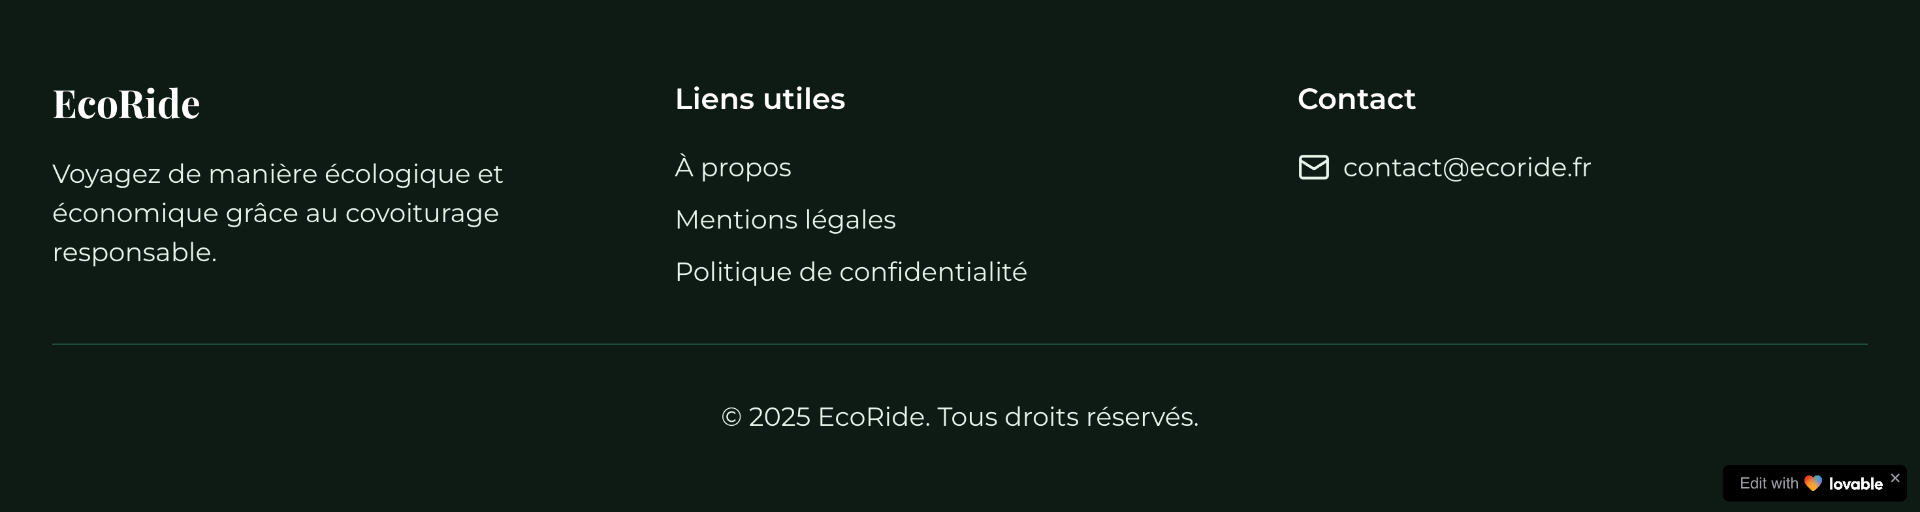 EcoRide
Voyagez de manière écologique et
économique grâce au covoiturage
responsable.
Liens utiles
À propos
Mentions légales
Politique de confidentialité
Contact
contact@ecoride.fr
© 2025 EcoRide. Tous droits réservés.
Edit with lovable